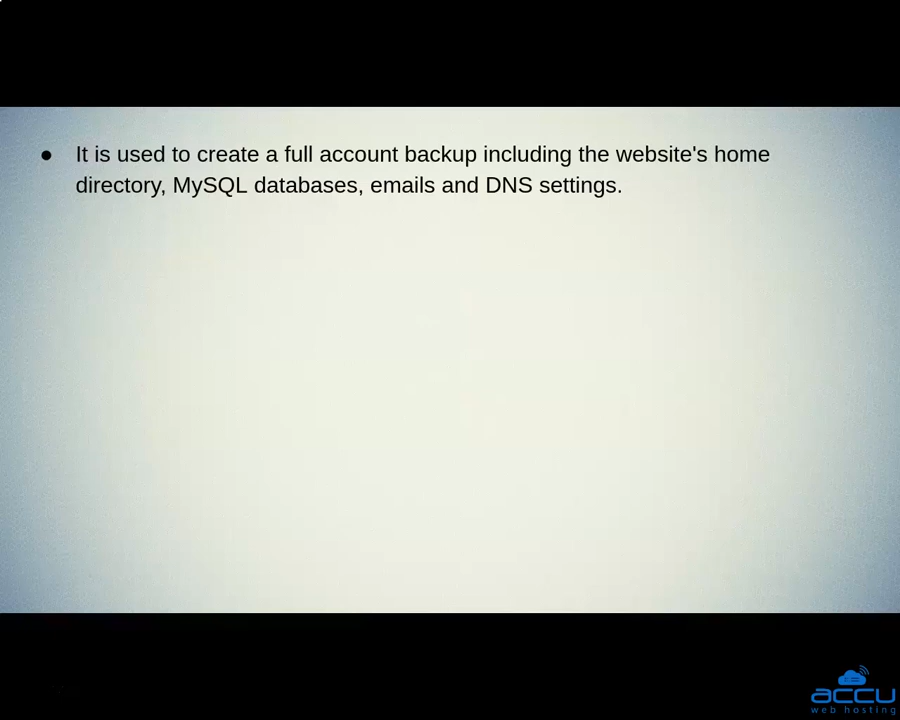 ● It is used to create a full account backup including the website's home
directory, MySQL databases, emails and DNS settings.
accu
web hosting